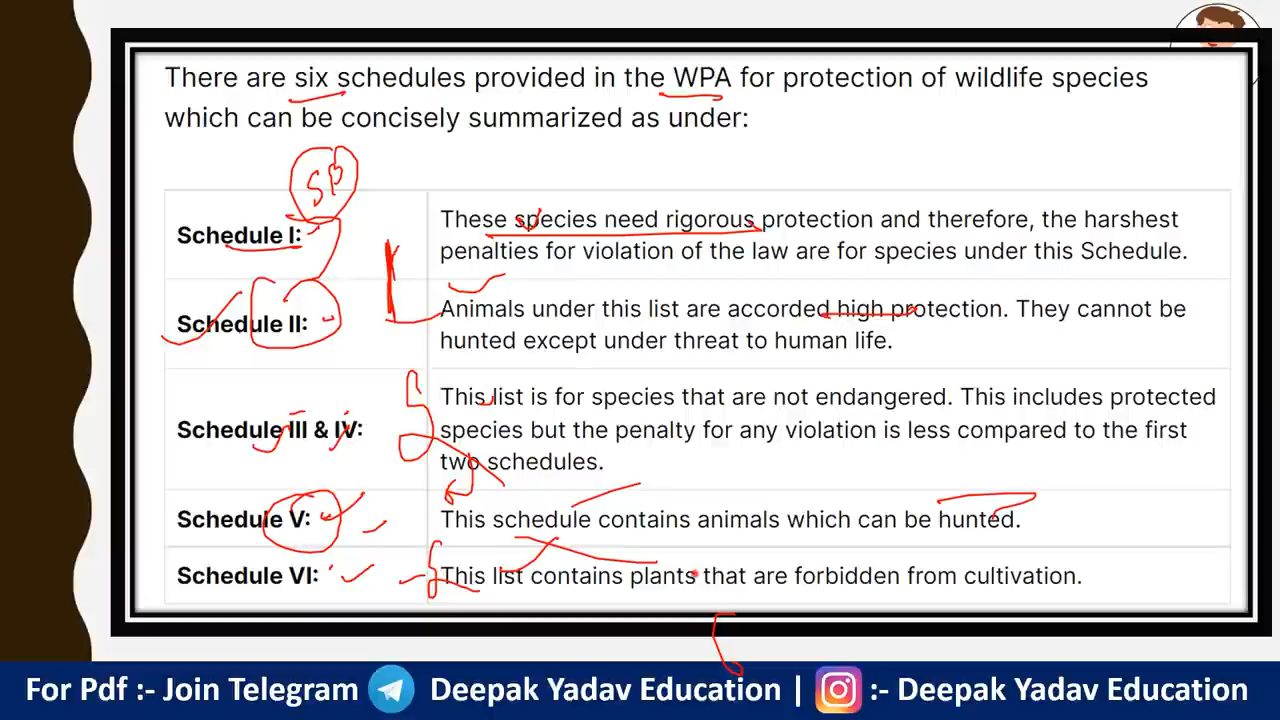 There are six schedules provided in the WPA for protection of wildlife species
which can be concisely summarized as under:
SP
Schedule I:
These species need rigorous protection and therefore, the harshest
penalties for violation of the law are for species under this Schedule.
Schedule II:
Animals under this list are accorded high protection. They cannot be
hunted except under threat to human life.
Schedule III & IV:
This list is for species that are not endangered. This includes protected
species but the penalty for any violation is less compared to the first
two schedules.
Schedule V:
This schedule contains animals which can be hunted.
Schedule VI:
This list contains plants that are forbidden from cultivation.
For Pdf :- Join Telegram Deepak Yadav Education | :- Deepak Yadav Education